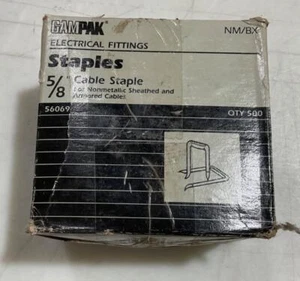 GAMPAK
NM/BX
ELECTRICAL FITTINGS
Staples
5/8" Cable Staple
For Nonmetallic Sheathed and
Armored Cables
56069
QTY 500